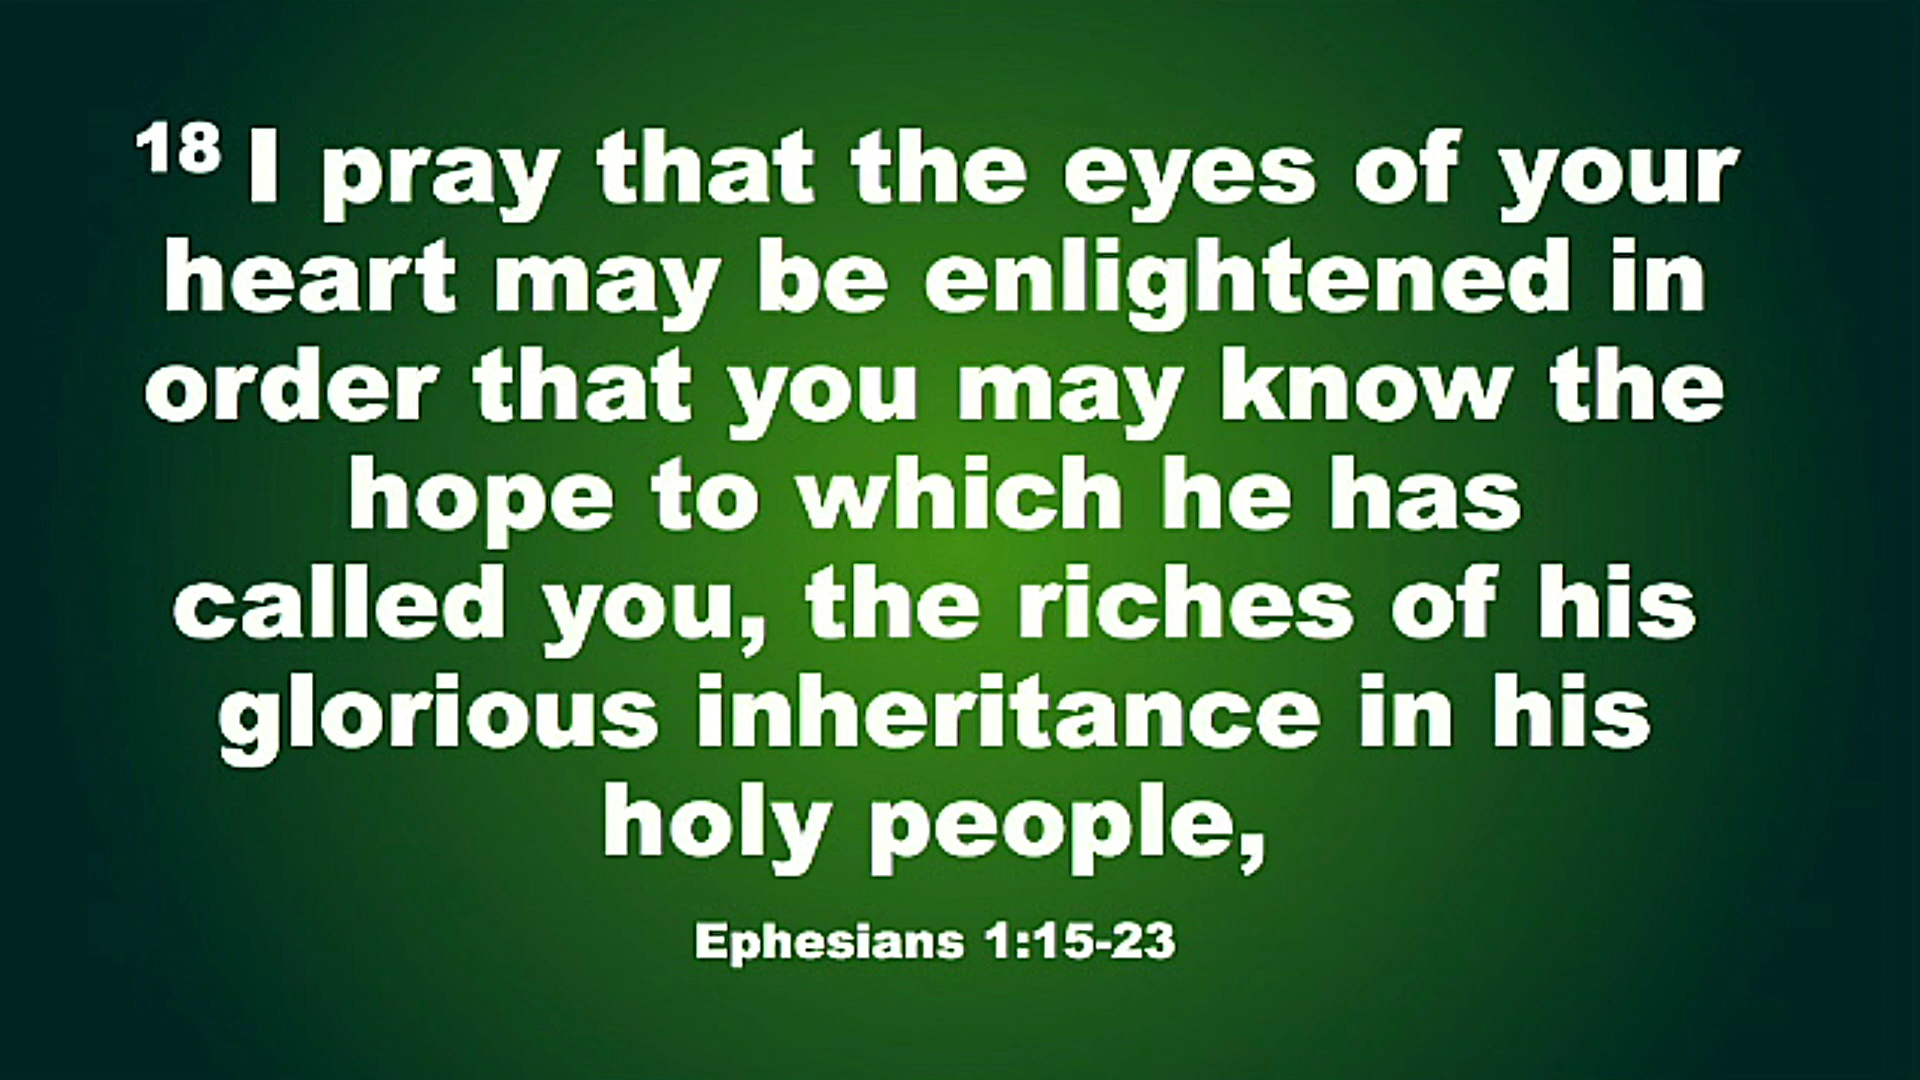 18 I pray that the eyes of your
heart may be enlightened in
order that you may know the
hope to which he has
called you, the riches of his
glorious inheritance in his
holy people,
Ephesians 1:15-23